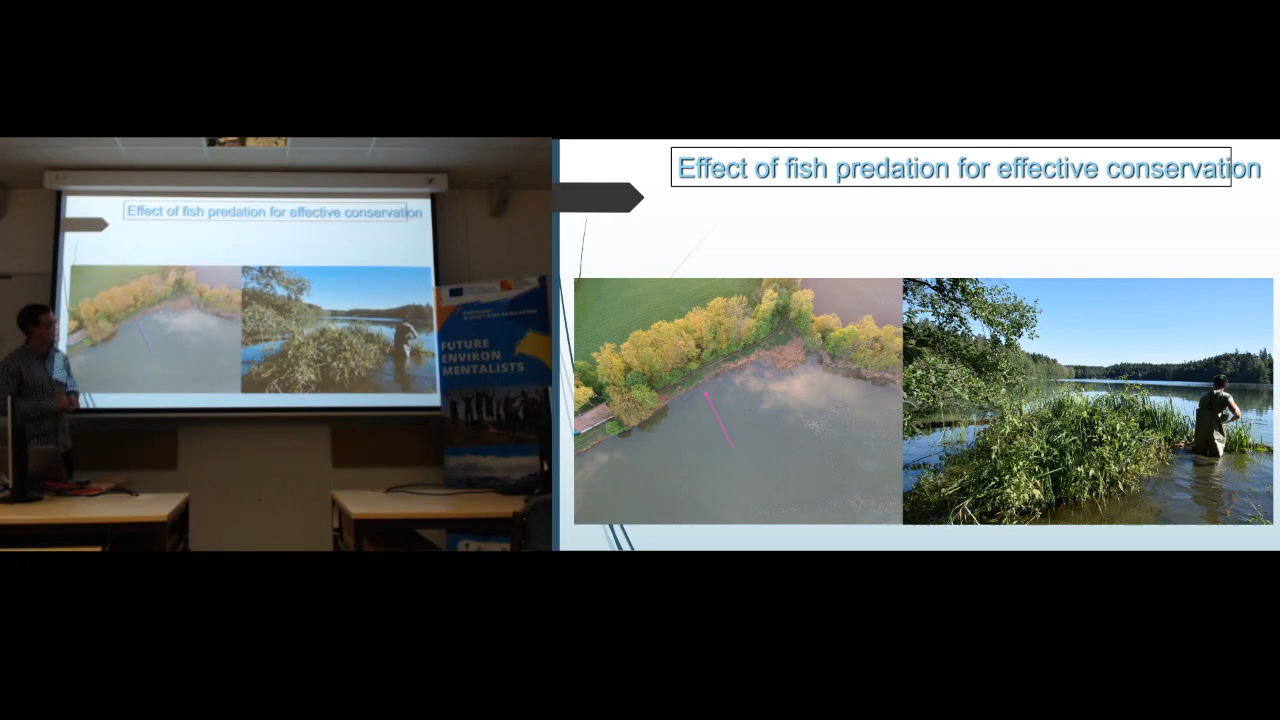 Effect of fish predation for effective conservation
FUTURE
ENVIRON
MENTALISTS
Effect of fish predation for effective conservation